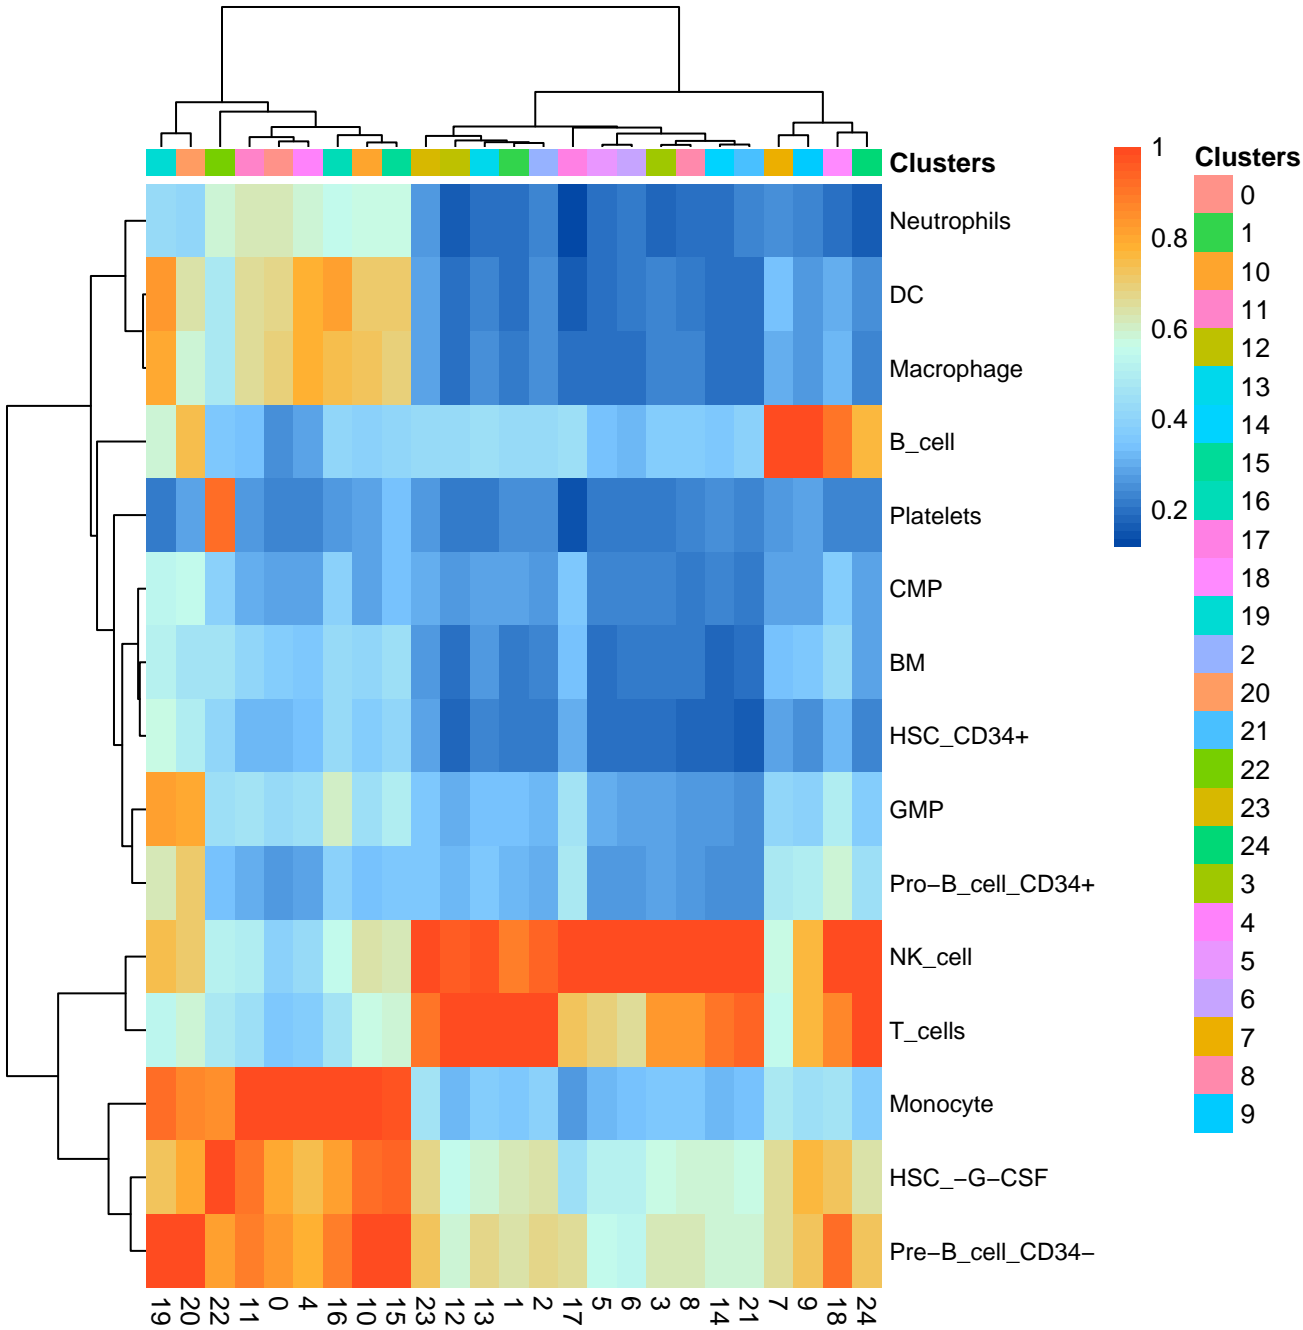 Clusters
Neutrophils
DC
Macrophage
B_cell
Platelets
CMP
BM
HSC_CD34+
GMP
Pro−B_cell_CD34+
NK_cell
T_cells
Monocyte
HSC_−G−CSF
Pre−B_cell_CD34−
19 20 22 11 0 4 16 10 15 23 12 13 1 2 17 5 6 3 8 14 21 7 9 18 24
1
0.8
0.6
0.4
0.2
Clusters
0
1
10
11
12
13
14
15
16
17
18
19
2
20
21
22
23
24
3
4
5
6
7
8
9